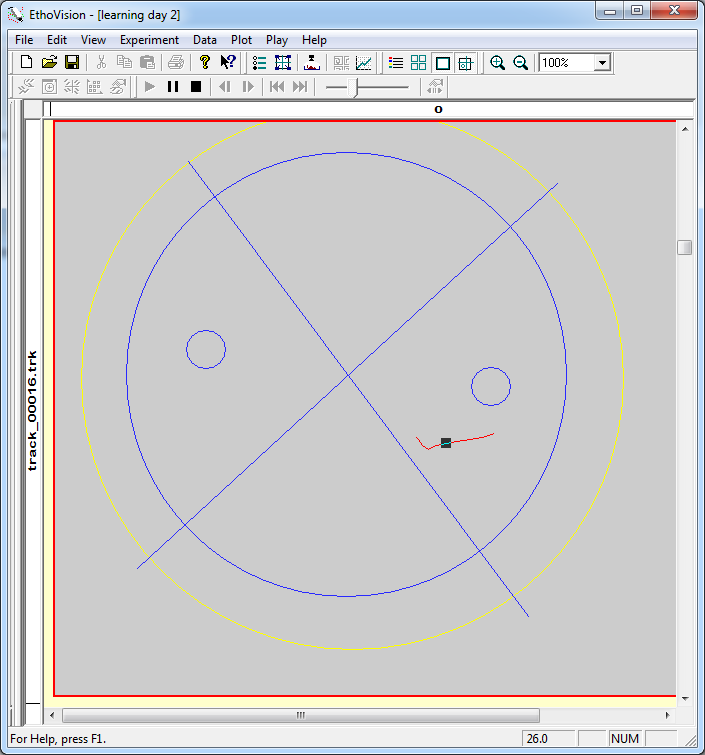 EthoVision - [learning day 2]
File Edit View Experiment Data Plot Play Help
100%
o
track_00016.trk
For Help, press F1.
26.0
NUM